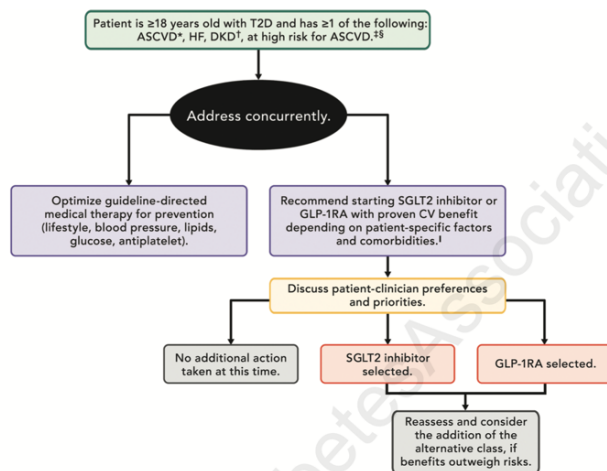 Patient is ≥18 years old with T2D and has ≥1 of the following:
ASCVD*, HF, DKD†, at high risk for ASCVD.‡§
Address concurrently.
Optimize guideline-directed
medical therapy for prevention
(lifestyle, blood pressure, lipids,
glucose, antiplatelet).
Recommend starting SGLT2 inhibitor or
GLP-1RA with proven CV benefit
depending on patient-specific factors
and comorbidities.‖
Discuss patient-clinician preferences
and priorities.
No additional action
taken at this time.
SGLT2 inhibitor
selected.
GLP-1RA selected.
Reassess and consider
the addition of the
alternative class, if
benefits outweigh risks.
betesAssociati